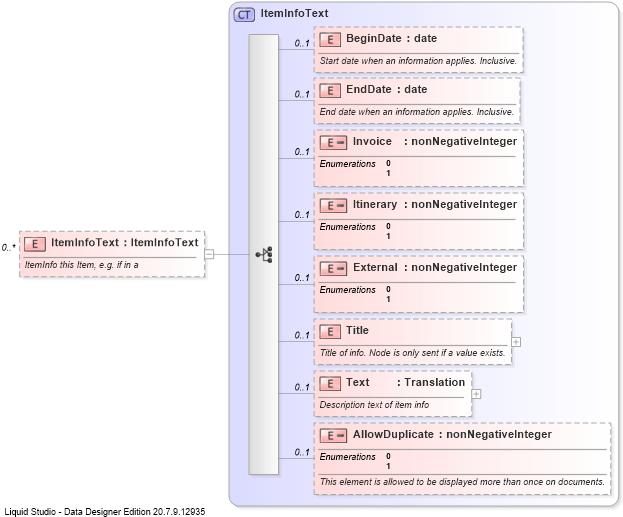 CT ItemInfoText
0..1 E BeginDate : date
Start date when an information applies. Inclusive.
0..1 E EndDate : date
End date when an information applies. Inclusive.
0..1 E Invoice : nonNegativeInteger
Enumerations 0
1
0..1 E Itinerary : nonNegativeInteger
Enumerations 0
1
0..* E ItemInfoText : ItemInfoText
ItemInfo this Item, e.g. if in a
0..1 E External : nonNegativeInteger
Enumerations 0
1
0..1 E Title
Title of info. Node is only sent if a value exists.
0..1 E Text : Translation
Description text of item info
0..1 E AllowDuplicate : nonNegativeInteger
Enumerations 0
1
This element is allowed to be displayed more than once on documents.
Liquid Studio - Data Designer Edition 20.7.9.12935